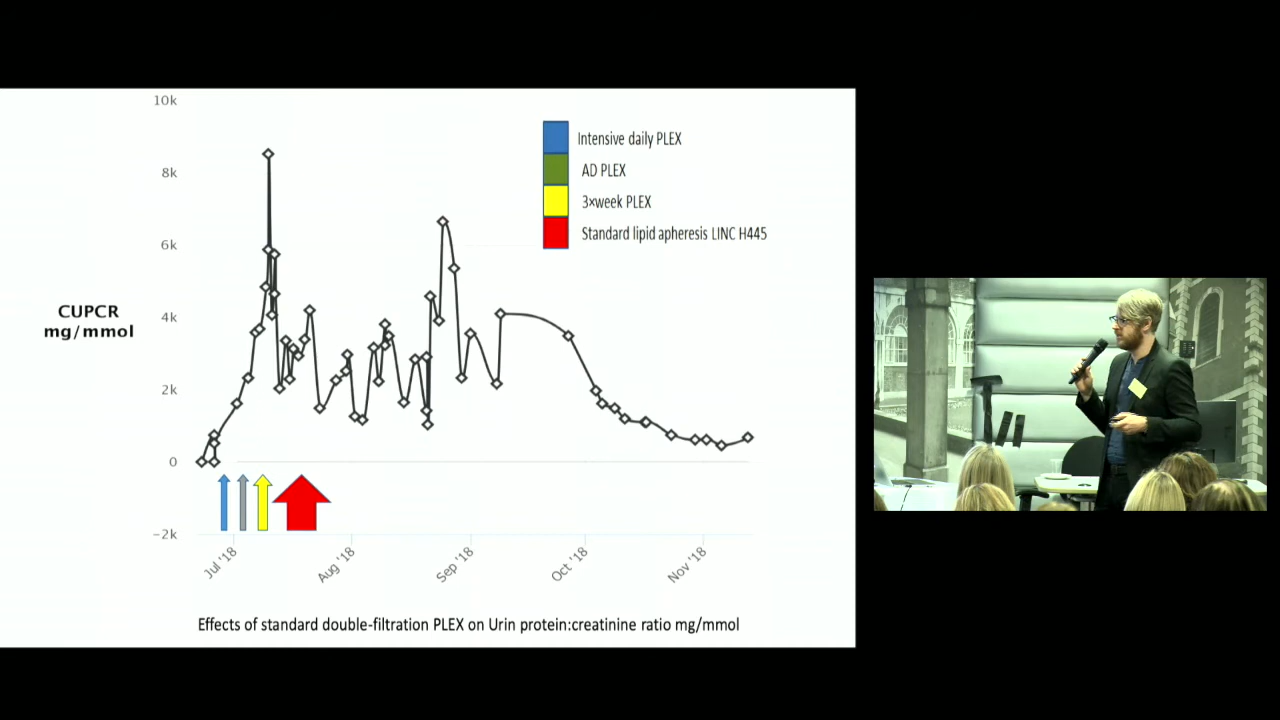 10k
8k
6k
4k
2k
0
−2k
CUPCR
mg/mmol
Intensive daily PLEX
AD PLEX
3×week PLEX
Standard lipid apheresis LINC H445
Jul '18
Aug '18
Sep '18
Oct '18
Nov '18
Effects of standard double-filtration PLEX on Urin protein:creatinine ratio mg/mmol